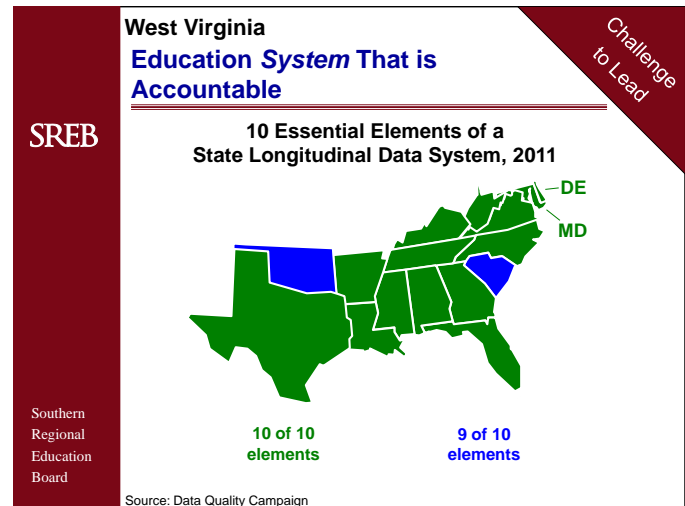 West Virginia
Education System That is
Accountable
Challenge
to Lead
SREB
10 Essential Elements of a
State Longitudinal Data System, 2011
DE
MD
10 of 10
elements
9 of 10
elements
Southern
Regional
Education
Board
Source: Data Quality Campaign